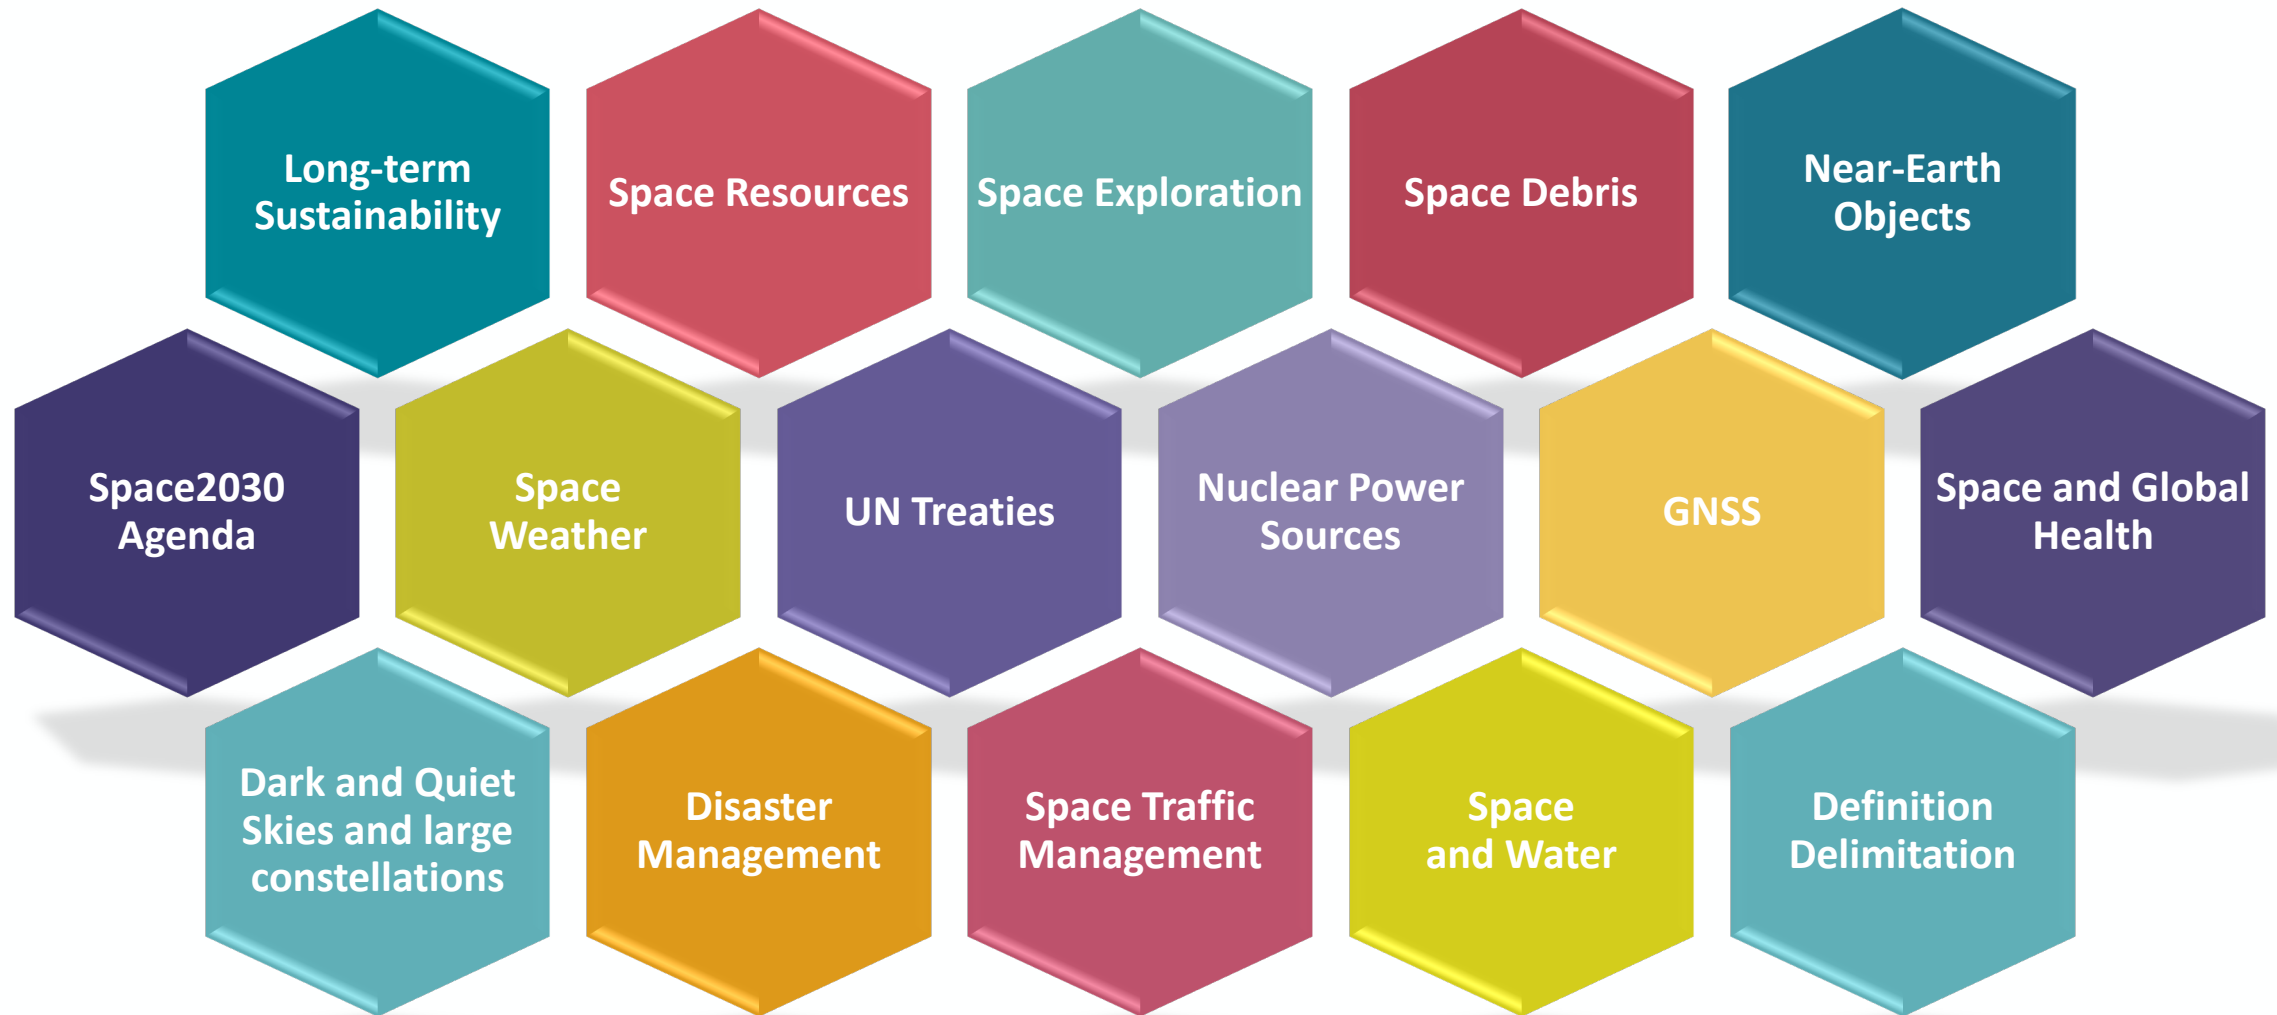 Long-term
Sustainability
Space Resources
Space Exploration
Space Debris
Near-Earth
Objects
Space2030
Agenda
Space
Weather
UN Treaties
Nuclear Power
Sources
GNSS
Space and Global
Health
Dark and Quiet
Skies and large
constellations
Disaster
Management
Space Traffic
Management
Space
and Water
Definition
Delimitation